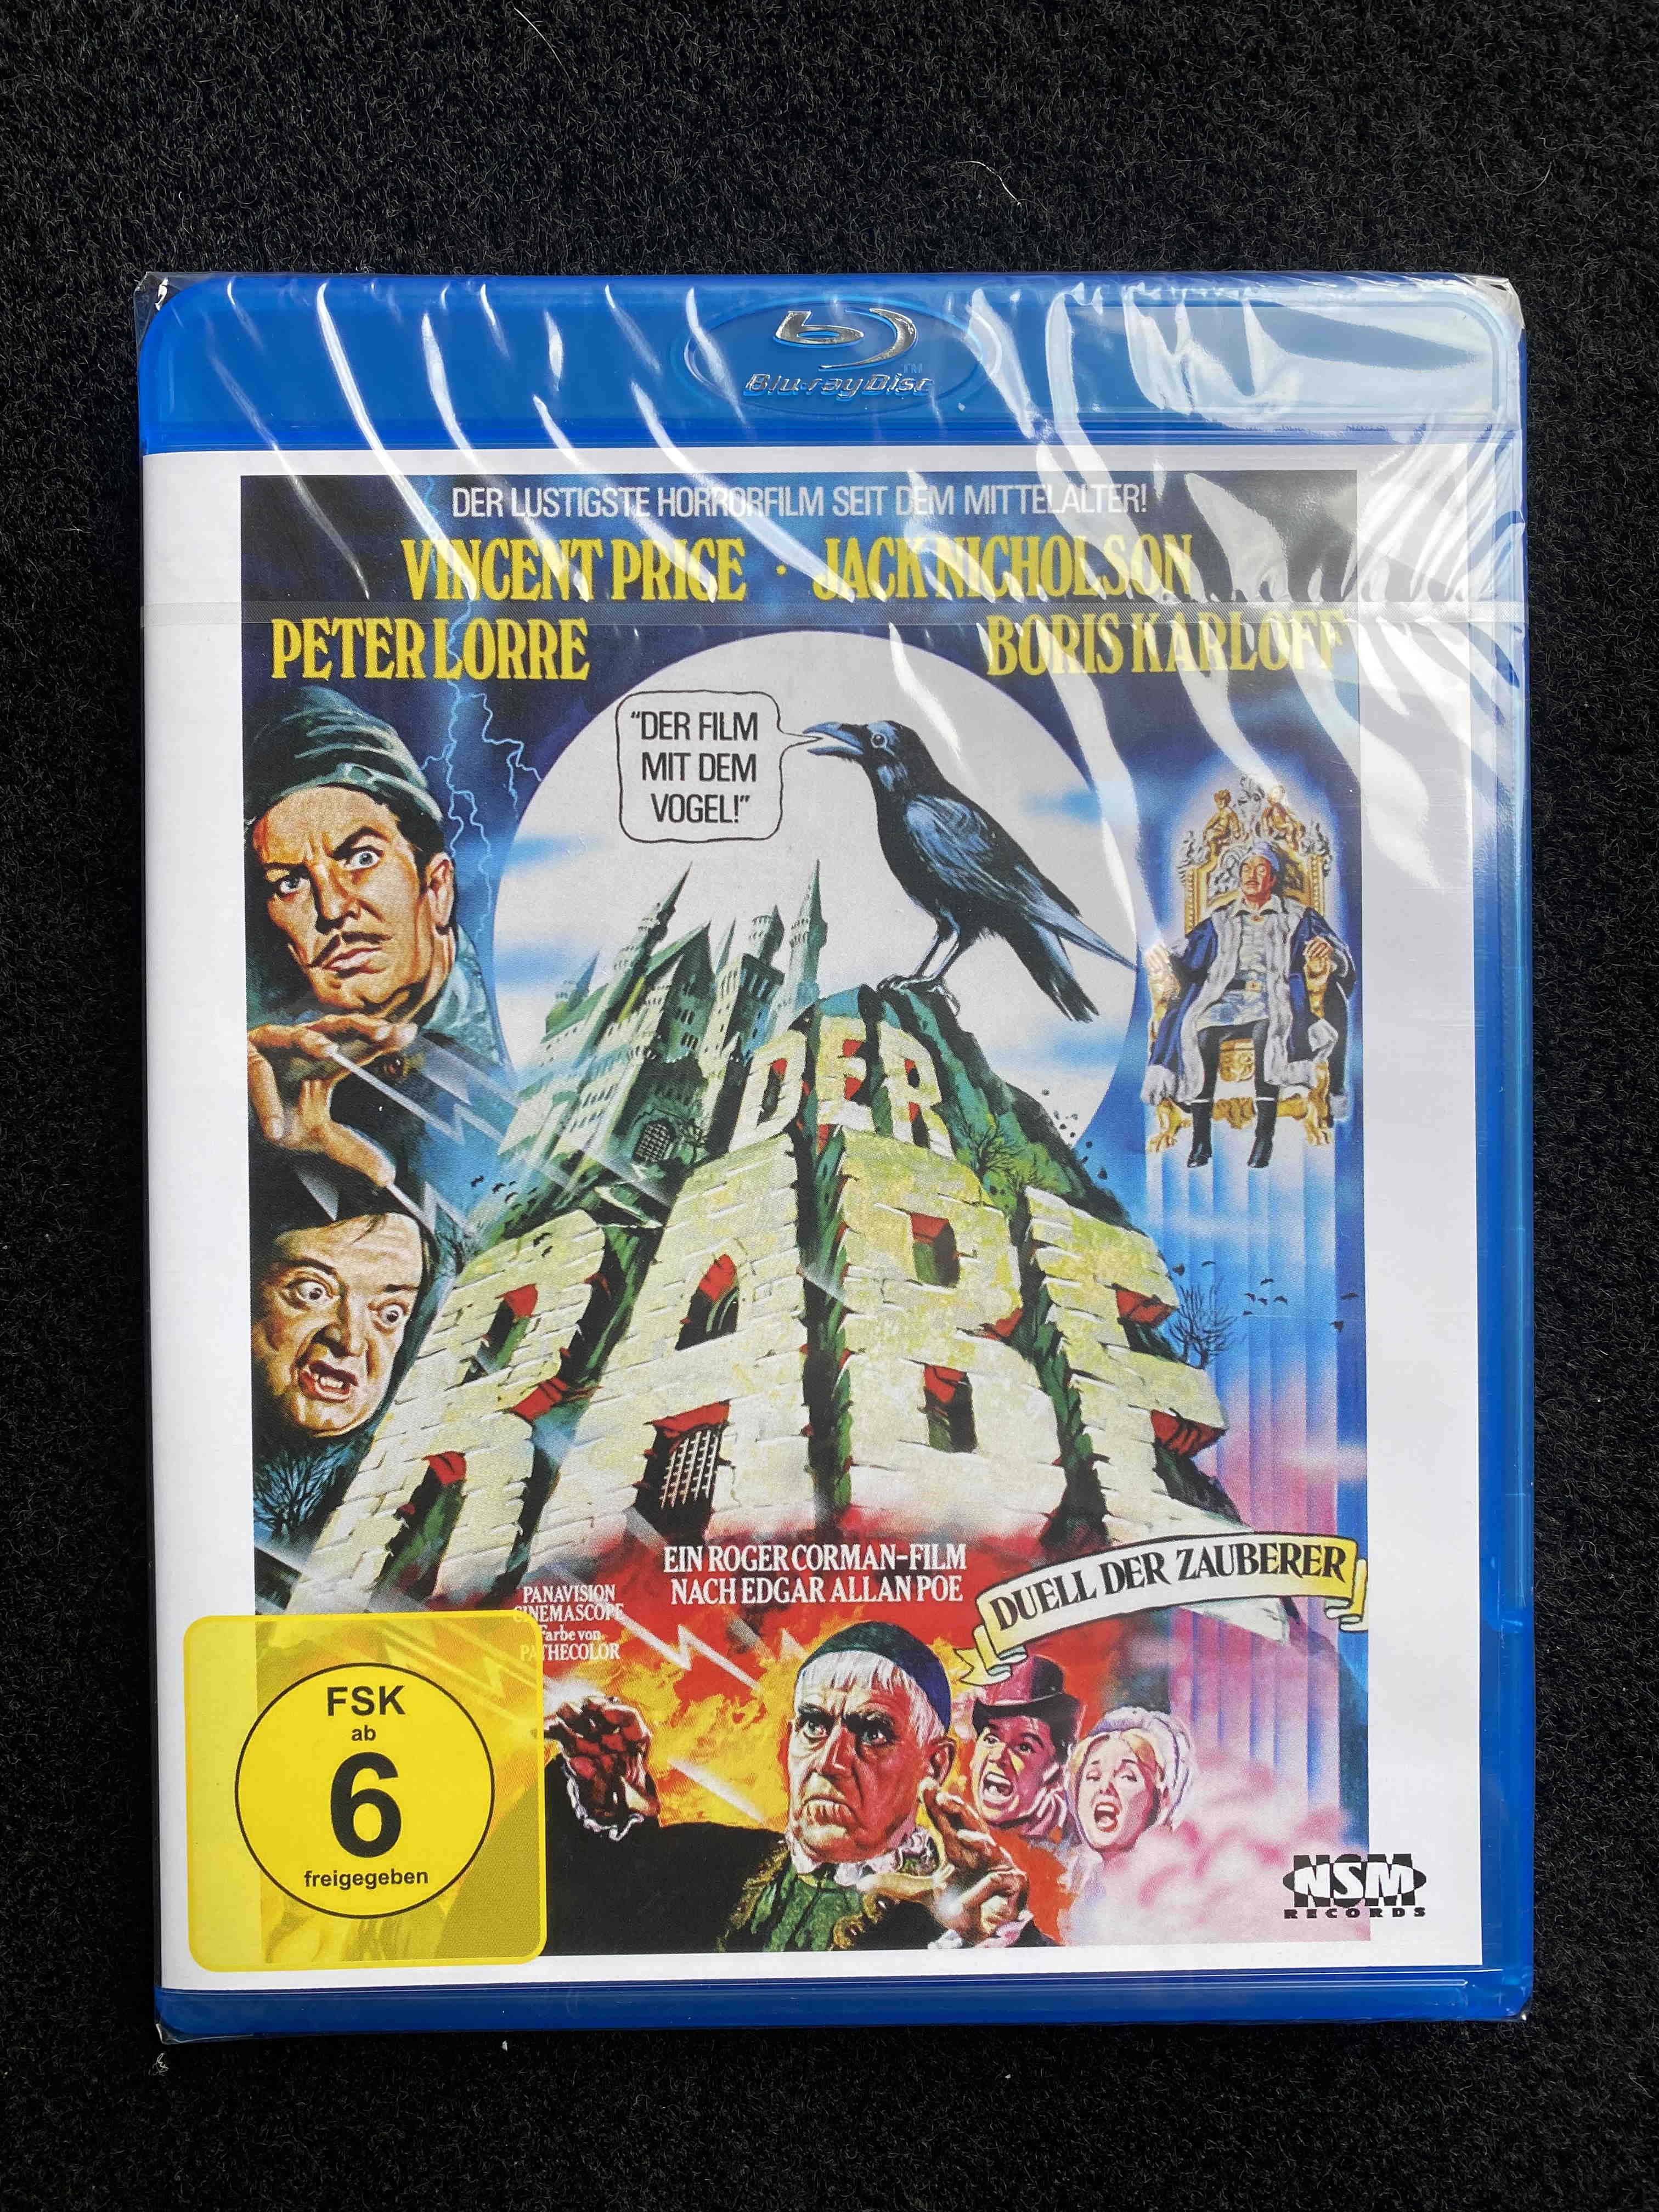 Blu-ray Disc™
DER LUSTIGSTE HORRORFILM SEIT DEM MITTELALTER!
VINCENT PRICE · JACK NICHOLSON
PETER LORRE BORIS KARLOFF
"DER FILM
MIT DEM
VOGEL!"
DER
RABE
EIN ROGER CORMAN-FILM
NACH EDGAR ALLAN POE
DUELL DER ZAUBERER
PANAVISION
CINEMASCOPE
Farbe von
PATHECOLOR
FSK
ab
6
freigegeben
NSM
RECORDS